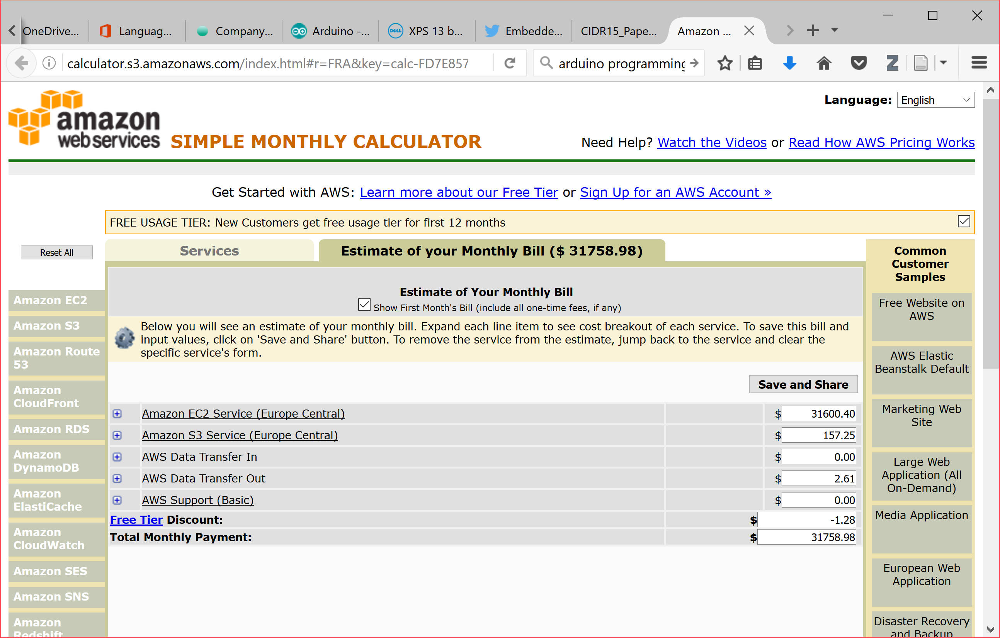 OneDrive...
Languag...
Company...
Arduino -...
DELL
XPS 13 b...
Embedde...
CIDR15_Pape...
Amazon ...
calculator.s3.amazonaws.com/index.html#r=FRA&key=calc-FD7E857
arduino programming
Z
amazon
web services
SIMPLE MONTHLY CALCULATOR
Language: English
Need Help? Watch the Videos or Read How AWS Pricing Works
Get Started with AWS: Learn more about our Free Tier or Sign Up for an AWS Account »
FREE USAGE TIER: New Customers get free usage tier for first 12 months
Reset All
Services
Estimate of your Monthly Bill ($ 31758.98)
Amazon EC2
Amazon S3
Amazon Route
53
Amazon
CloudFront
Amazon RDS
Amazon
DynamoDB
Amazon
ElastiCache
Amazon
CloudWatch
Amazon SES
Amazon SNS
Amazon
Redshift
Estimate of Your Monthly Bill
Show First Month's Bill (include all one-time fees, if any)
Below you will see an estimate of your monthly bill. Expand each line item to see cost breakout of each service. To save this bill and
input values, click on 'Save and Share' button. To remove the service from the estimate, jump back to the service and clear the
specific service's form.
Save and Share
Amazon EC2 Service (Europe Central) $ 31600.40
Amazon S3 Service (Europe Central) $ 157.25
AWS Data Transfer In $ 0.00
AWS Data Transfer Out $ 2.61
AWS Support (Basic) $ 0.00
Free Tier Discount: $ -1.28
Total Monthly Payment: $ 31758.98
Common
Customer
Samples
Free Website on
AWS
AWS Elastic
Beanstalk Default
Marketing Web
Site
Large Web
Application (All
On-Demand)
Media Application
European Web
Application
Disaster Recovery
and Backup